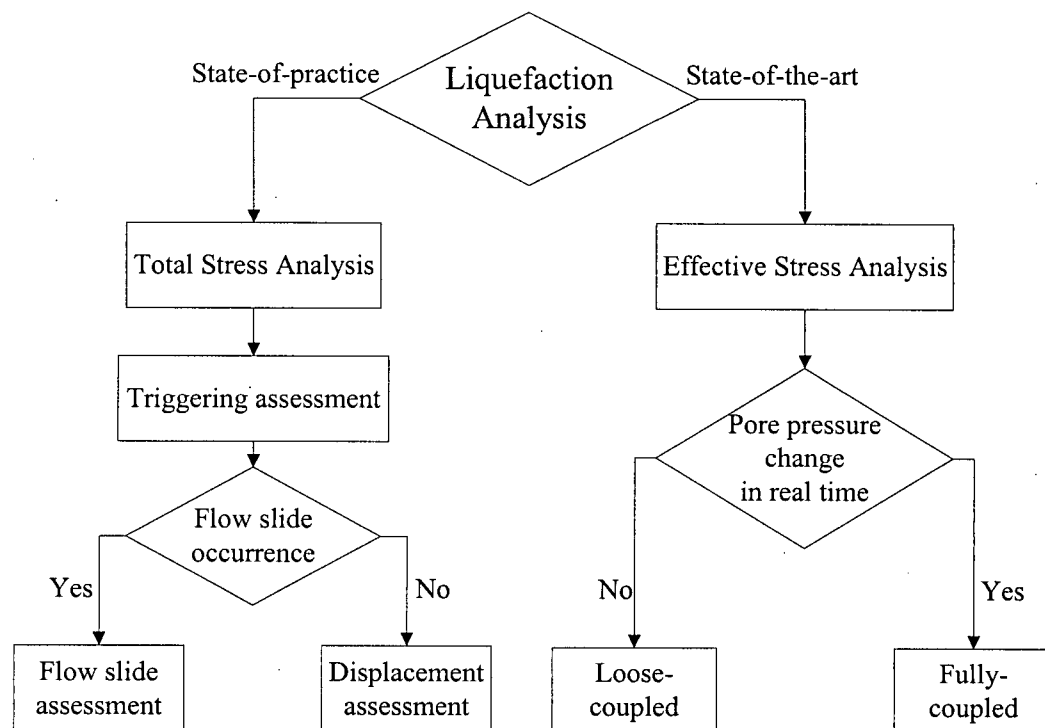 State-of-practice
Liquefaction
Analysis
State-of-the-art
Total Stress Analysis
Effective Stress Analysis
Triggering assessment
Pore pressure
change
in real time
Flow slide
occurrence
Yes
No
No
Yes
Flow slide
assessment
Displacement
assessment
Loose-
coupled
Fully-
coupled